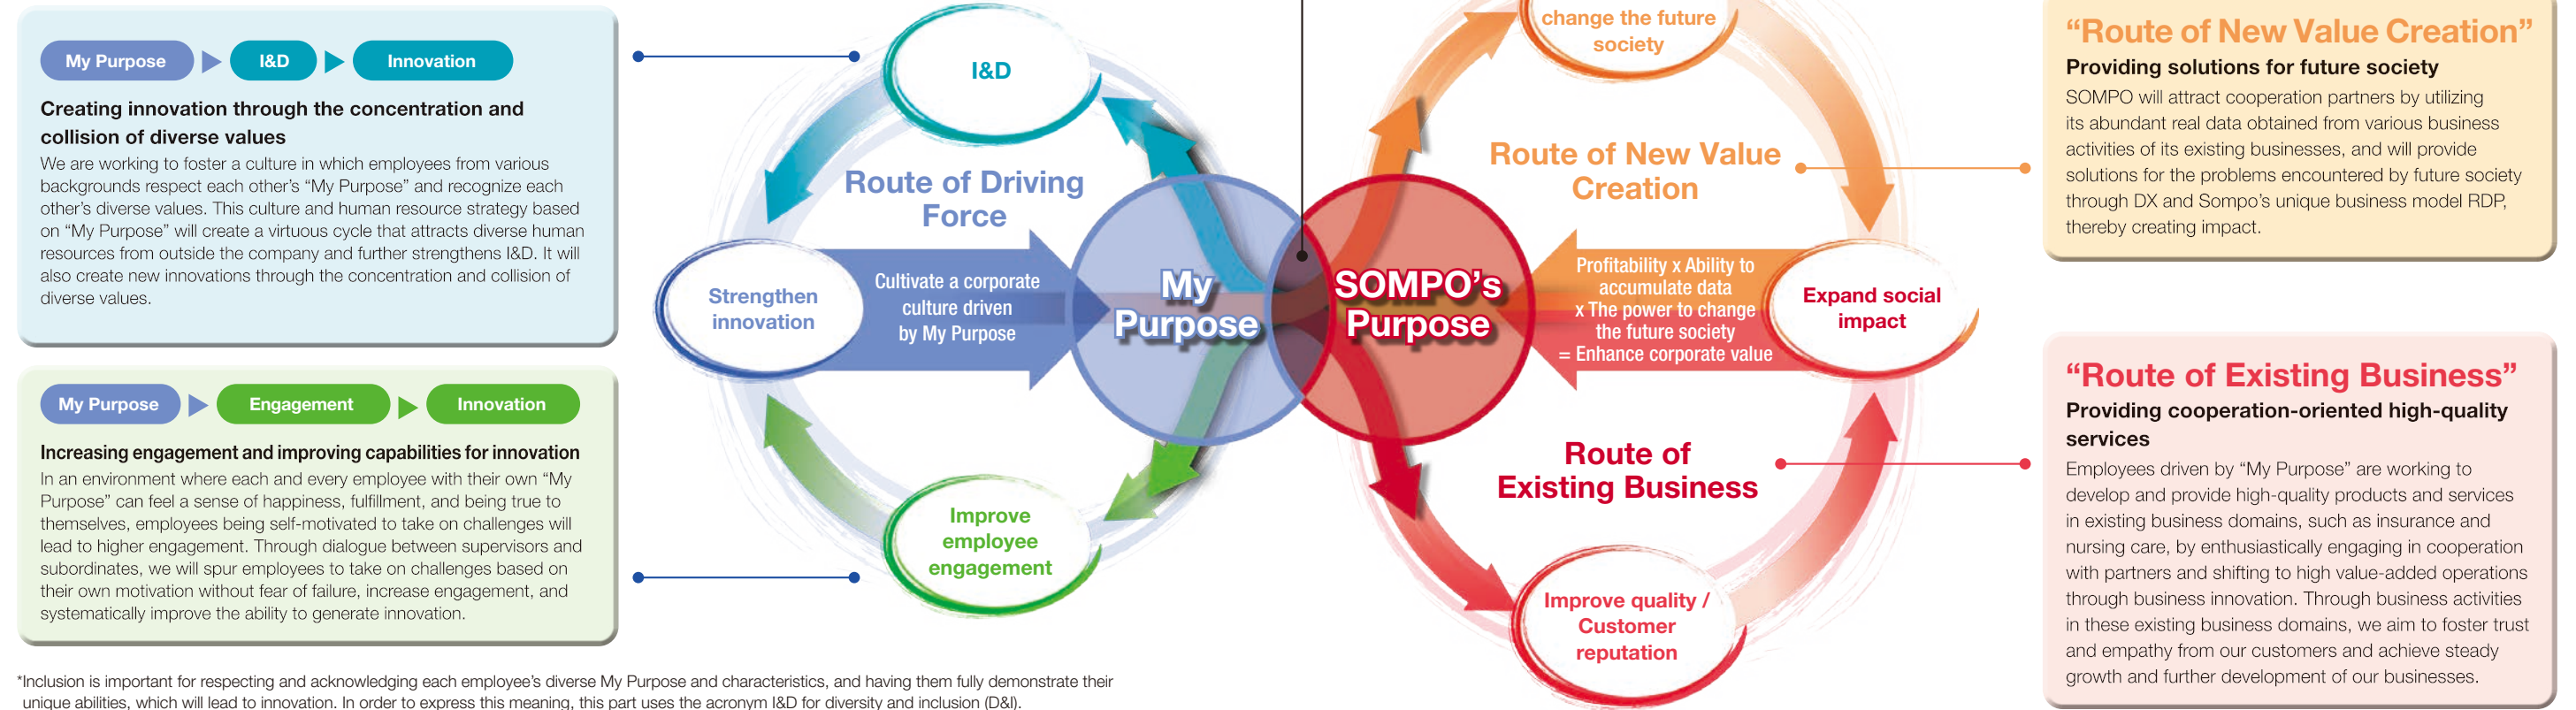 My Purpose
I&D
Innovation
Creating innovation through the concentration and
collision of diverse values
We are working to foster a culture in which employees from various
backgrounds respect each other’s “My Purpose” and recognize each
other’s diverse values. This culture and human resource strategy based
on “My Purpose” will create a virtuous cycle that attracts diverse human
resources from outside the company and further strengthens I&D. It will
also create new innovations through the concentration and collision of
diverse values.
My Purpose
Engagement
Innovation
Increasing engagement and improving capabilities for innovation
In an environment where each and every employee with their own “My
Purpose” can feel a sense of happiness, fulfillment, and being true to
themselves, employees being self-motivated to take on challenges will
lead to higher engagement. Through dialogue between supervisors and
subordinates, we will spur employees to take on challenges based on
their own motivation without fear of failure, increase engagement, and
systematically improve the ability to generate innovation.
*Inclusion is important for respecting and acknowledging each employee’s diverse My Purpose and characteristics, and having them fully demonstrate their
unique abilities, which will lead to innovation. In order to express this meaning, this part uses the acronym I&D for diversity and inclusion (D&I).
I&D
Route of Driving
Force
Strengthen
innovation
Cultivate a corporate
culture driven
by My Purpose
My
Purpose
Improve
employee
engagement
SOMPO’s
Purpose
change the future
society
Route of New Value
Creation
Profitability x Ability to
accumulate data
x The power to change
the future society
= Enhance corporate value
Expand social
impact
Route of
Existing Business
Improve quality /
Customer
reputation
“Route of New Value Creation”
Providing solutions for future society
SOMPO will attract cooperation partners by utilizing
its abundant real data obtained from various business
activities of its existing businesses, and will provide
solutions for the problems encountered by future society
through DX and Sompo’s unique business model RDP,
thereby creating impact.
“Route of Existing Business”
Providing cooperation-oriented high-quality
services
Employees driven by “My Purpose” are working to
develop and provide high-quality products and services
in existing business domains, such as insurance and
nursing care, by enthusiastically engaging in cooperation
with partners and shifting to high value-added operations
through business innovation. Through business activities
in these existing business domains, we aim to foster trust
and empathy from our customers and achieve steady
growth and further development of our businesses.